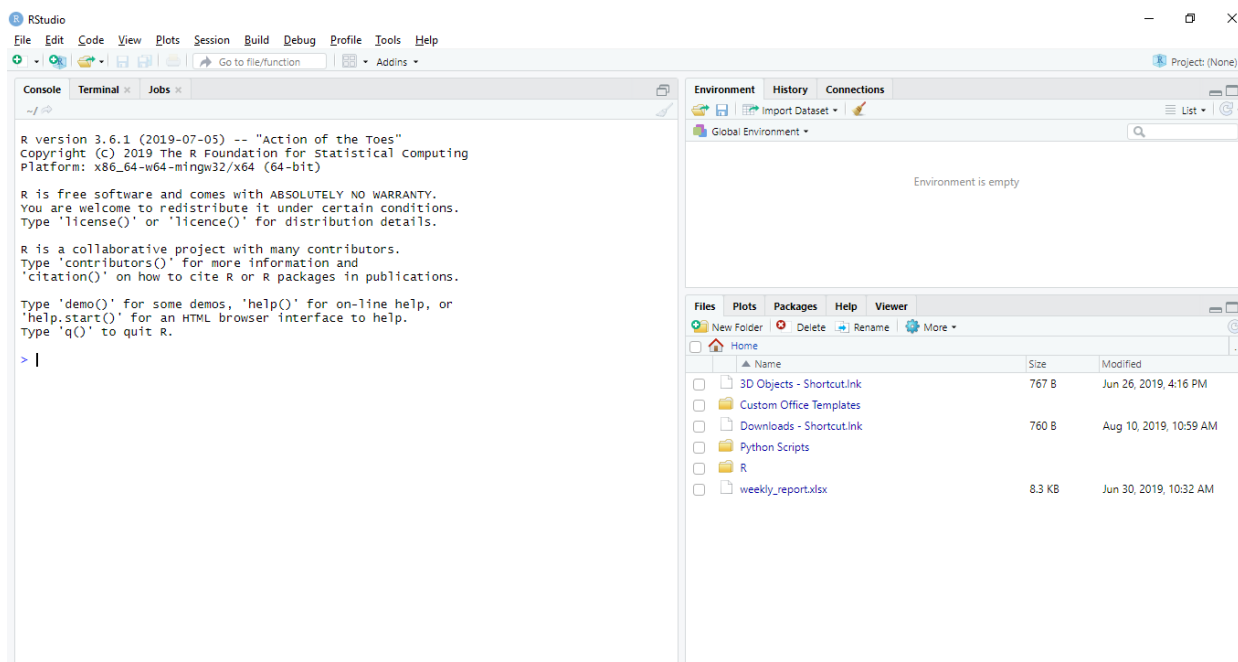 RStudio
File Edit Code View Plots Session Build Debug Profile Tools Help
Go to file/function Addins Project: (None)
Console Terminal Jobs
~/
R version 3.6.1 (2019-07-05) -- "Action of the Toes"
Copyright (C) 2019 The R Foundation for Statistical Computing
Platform: x86_64-w64-mingw32/x64 (64-bit)
R is free software and comes with ABSOLUTELY NO WARRANTY.
You are welcome to redistribute it under certain conditions.
Type 'license()' or 'licence()' for distribution details.
R is a collaborative project with many contributors.
Type 'contributors()' for more information and
'citation()' on how to cite R or R packages in publications.
Type 'demo()' for some demos, 'help()' for on-line help, or
'help.start()' for an HTML browser interface to help.
Type 'q()' to quit R.
>
Environment History Connections
Import Dataset List
Global Environment
Environment is empty
Files Plots Packages Help Viewer
New Folder Delete Rename More
Home
Name Size Modified
3D Objects - Shortcut.lnk 767 B Jun 26, 2019, 4:16 PM
Custom Office Templates
Downloads - Shortcut.lnk 760 B Aug 10, 2019, 10:59 AM
Python Scripts
R
weekly_report.xlsx 8.3 KB Jun 30, 2019, 10:32 AM